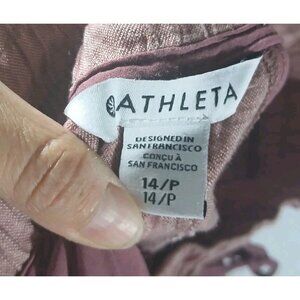 ATHLETA
DESIGNED IN
SAN FRANCISCO
CONÇU À
SAN FRANCISCO
14/P
14/P